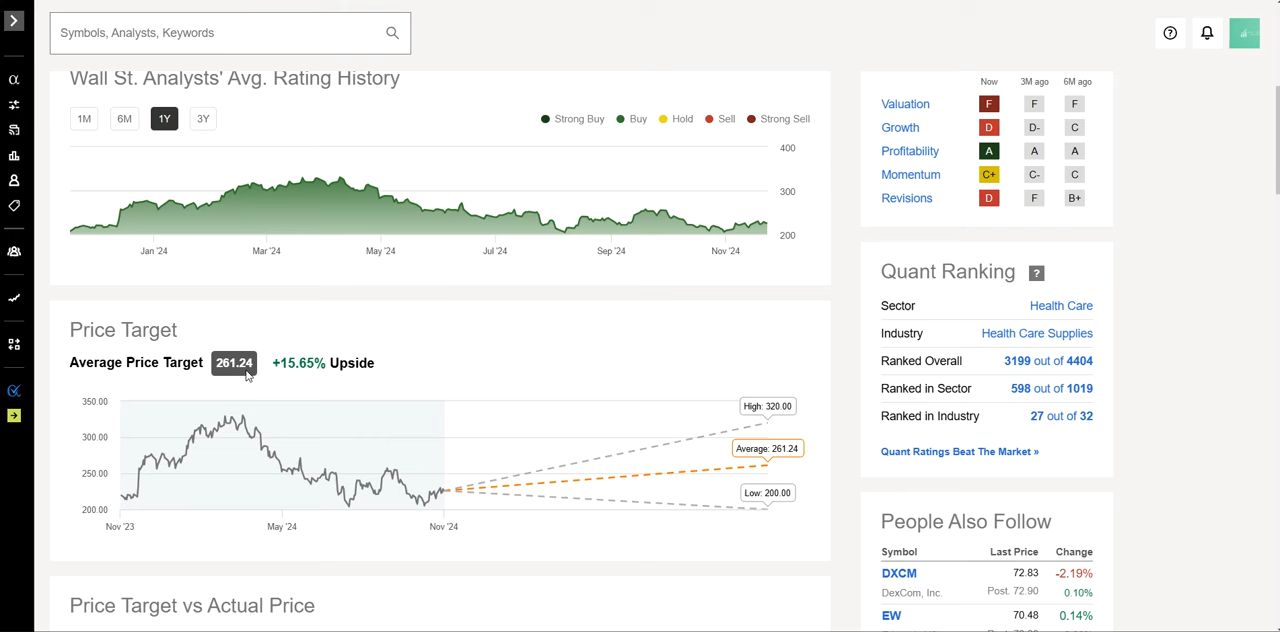 Symbols, Analysts, Keywords
Wall St. Analysts' Avg. Rating History
1M 6M 1Y 3Y
Strong Buy Buy Hold Sell Strong Sell
400
300
200
Jan '24 Mar '24 May '24 Jul '24 Sep '24 Nov '24
Price Target
Average Price Target 261.24 +15.65% Upside
350.00
300.00
250.00
200.00
High: 320.00
Average: 261.24
Low: 200.00
Nov '23 May '24 Nov '24
Price Target vs Actual Price
Now 3M ago 6M ago
Valuation F F F
Growth D D- C
Profitability A A A
Momentum C+ C- C
Revisions D F B+
Quant Ranking ?
Sector Health Care
Industry Health Care Supplies
Ranked Overall 3199 out of 4404
Ranked in Sector 598 out of 1019
Ranked in Industry 27 out of 32
Quant Ratings Beat The Market »
People Also Follow
Symbol Last Price Change
DXCM 72.83 -2.19%
DexCom, Inc. Post. 72.90 0.10%
EW 70.48 0.14%